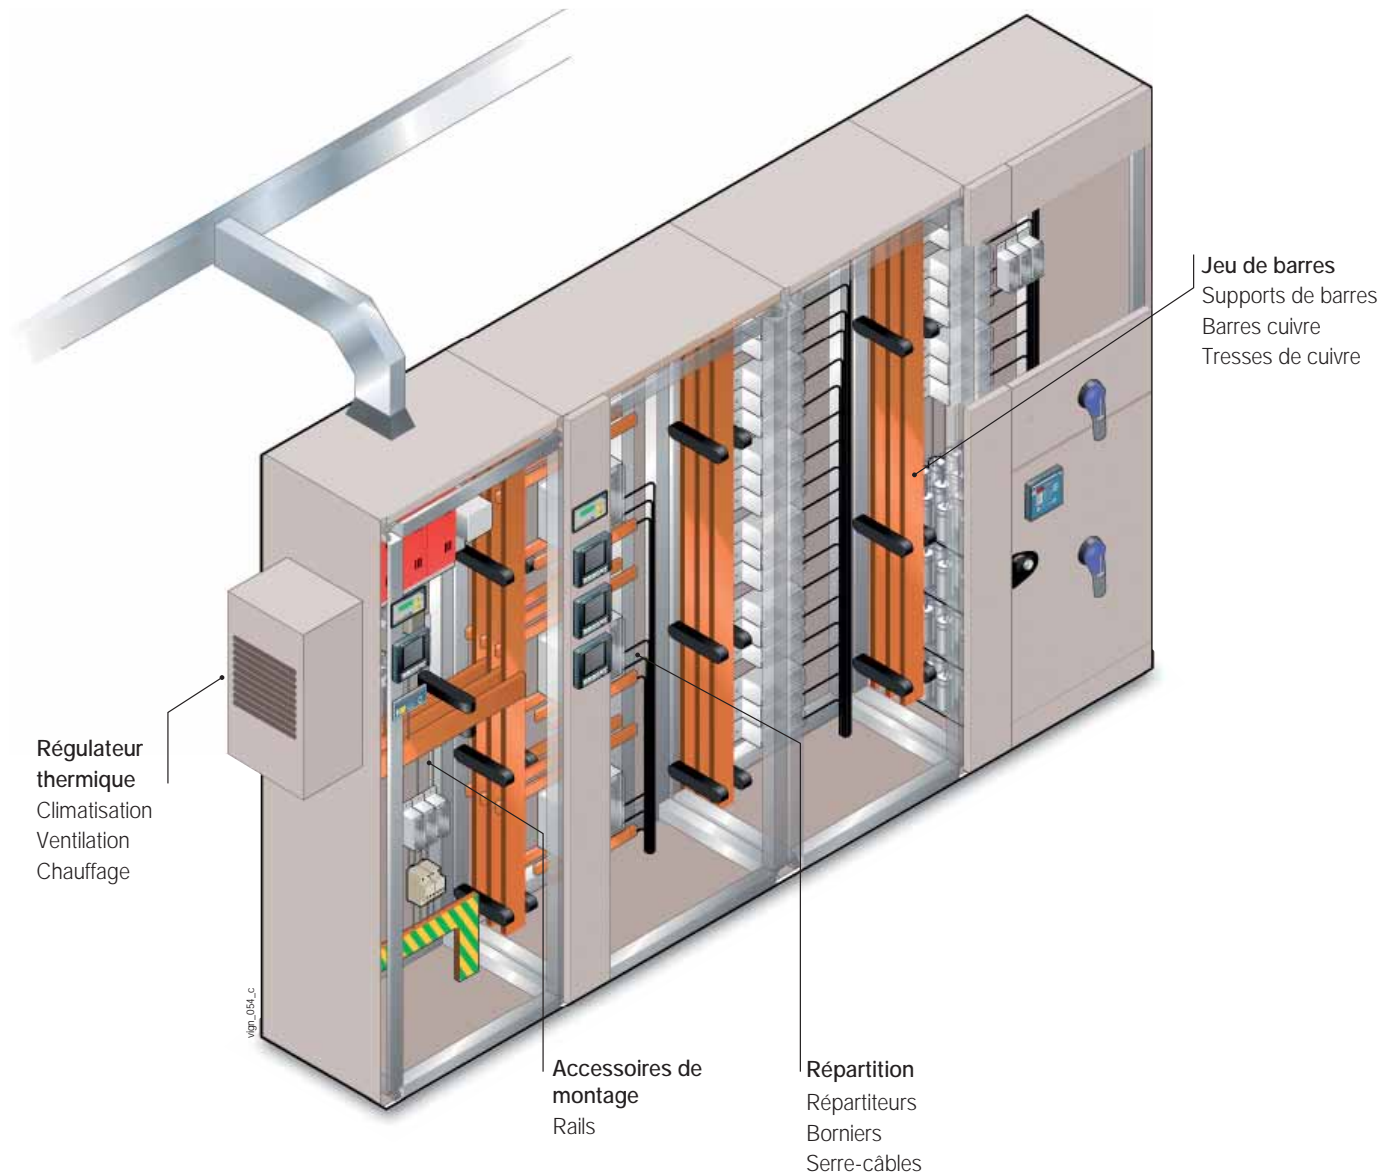 Jeu de barres
Supports de barres
Barres cuivre
Tresses de cuivre
Régulateur
thermique
Climatisation
Ventilation
Chauffage
vign_054_c
Accessoires de
montage
Rails
Répartition
Répartiteurs
Borniers
Serre-câbles